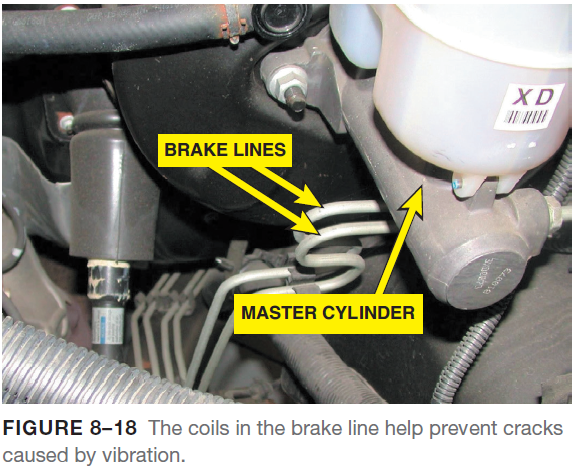 XD
BRAKE LINES
MASTER CYLINDER
FIGURE 8–18 The coils in the brake line help prevent cracks
caused by vibration.